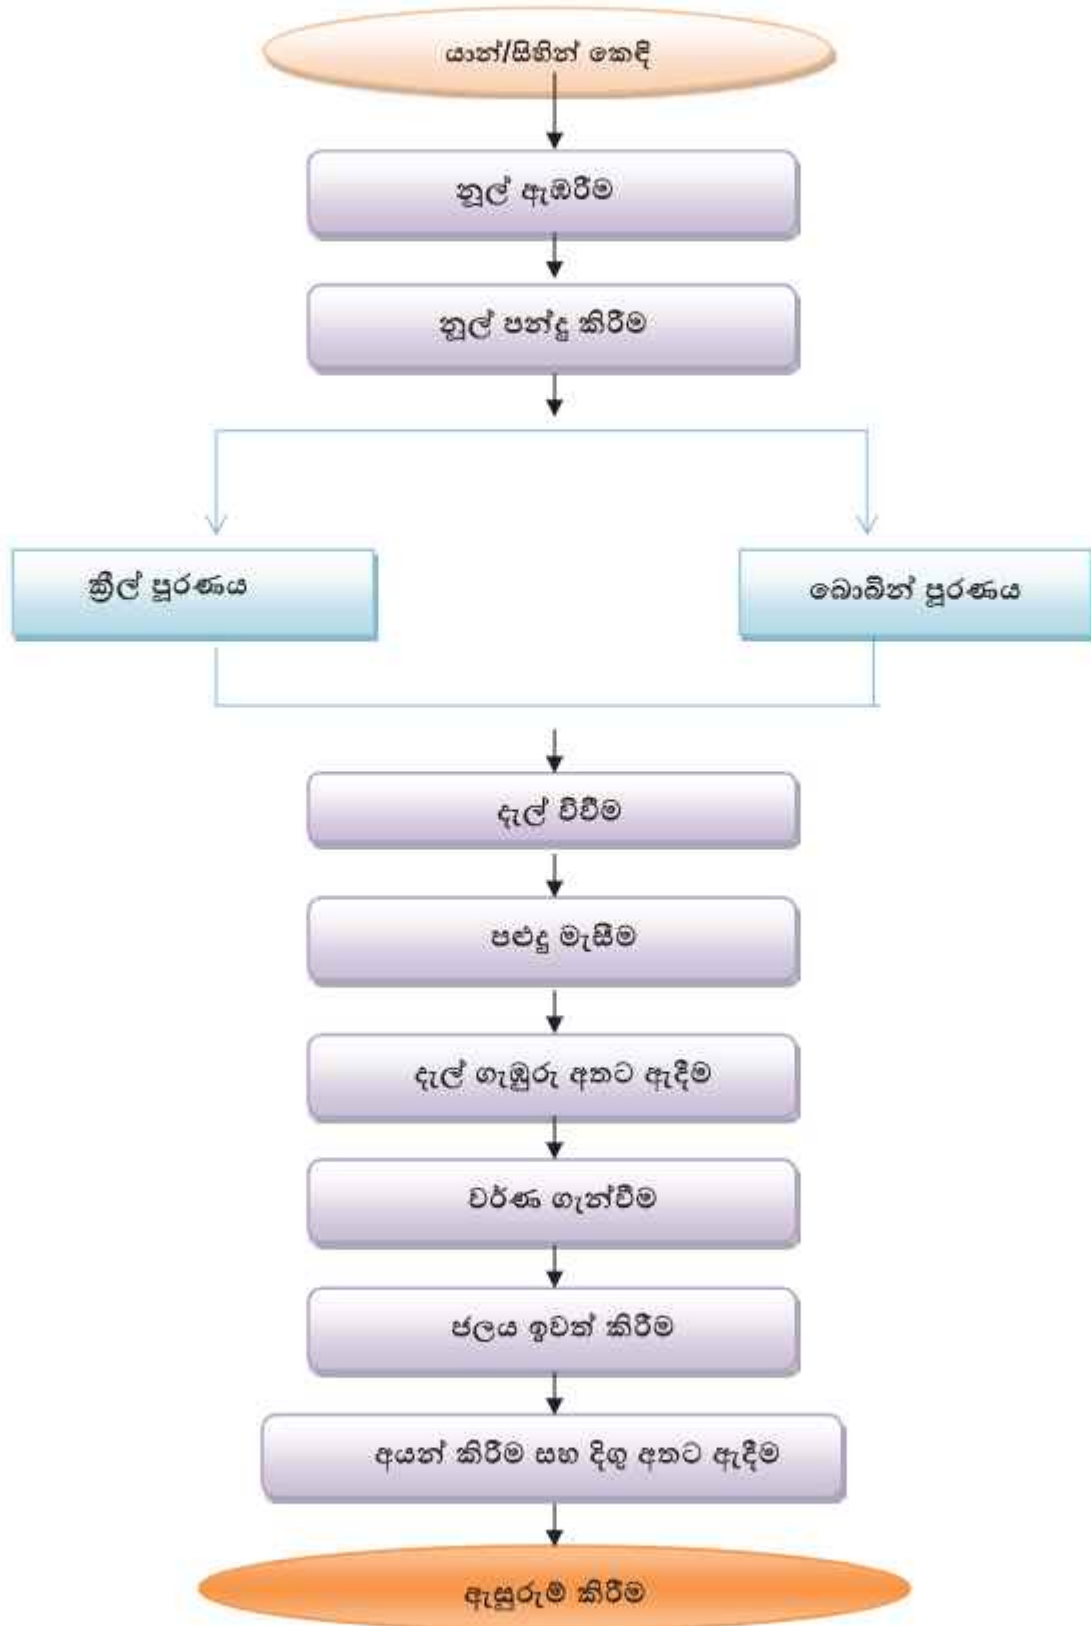 යාන්/සිහින් කෙඳි
නූල් ඇඹරීම
නූල් පන්දු කිරීම
ක්‍රීල් පූරණය
බොබින් පූරණය
දැල් විවීම
පළුදු මැසීම
දැල් ගැඹුරු අතට ඇදීම
වර්ණ ගැන්වීම
ජලය ඉවත් කිරීම
අයන් කිරීම සහ දිගු අතට ඇදීම
ඇසුරුම් කිරීම